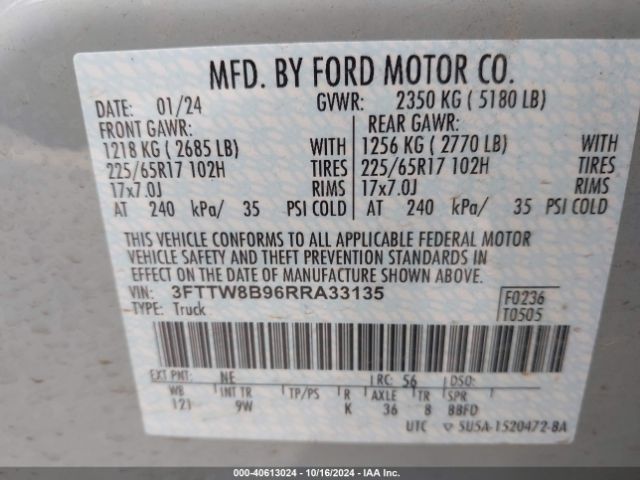 MFD. BY FORD MOTOR CO.
DATE: 01/24 GVWR: 2350 KG ( 5180 LB)
FRONT GAWR: REAR GAWR:
1218 KG ( 2685 LB) WITH 1256 KG ( 2770 LB) WITH
225/65R17 102H TIRES 225/65R17 102H TIRES
17x7.0J RIMS 17x7.0J RIMS
AT 240 kPa/ 35 PSI COLD AT 240 kPa/ 35 PSI COLD
THIS VEHICLE CONFORMS TO ALL APPLICABLE FEDERAL MOTOR
VEHICLE SAFETY AND THEFT PREVENTION STANDARDS IN
EFFECT ON THE DATE OF MANUFACTURE SHOWN ABOVE.
VIN: 3FTTW8B96RRA33135 F0236
TYPE: Truck T0505
EXT PNT: NE RC: 56 DSO:
WB INT TR TP/PS R AXLE TR SPR
121 9W K 36 8 BBFD
UTC ▽ 5U5A-1520472-BA
000-40613024 | 10/16/2024 | IAA Inc.